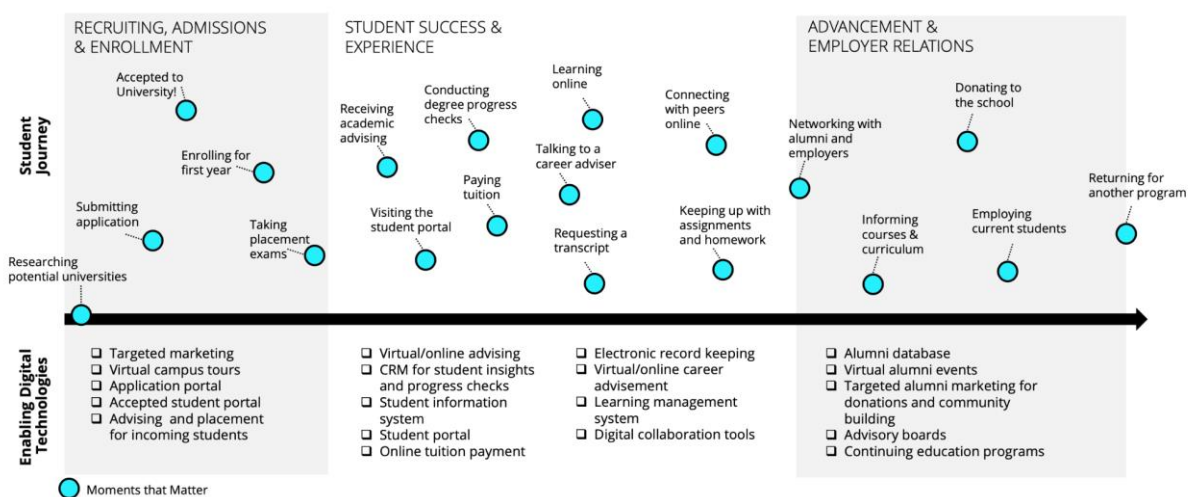 RECRUITING, ADMISSIONS
& ENROLLMENT
STUDENT SUCCESS &
EXPERIENCE
ADVANCEMENT &
EMPLOYER RELATIONS
Student
Journey
Accepted to
University!
Enrolling for
first year
Submitting
application
Taking
placement
exams
Researching
potential universities
Receiving
academic
advising
Conducting
degree progress
checks
Learning
online
Connecting
with peers
online
Talking to a
career adviser
Paying
tuition
Visiting the
student portal
Requesting a
transcript
Keeping up with
assignments
and homework
Networking with
alumni and
employers
Donating to
the school
Returning for
another program
Informing
courses &
curriculum
Employing
current students
Enabling Digital
Technologies
❑ Targeted marketing
❑ Virtual campus tours
❑ Application portal
❑ Accepted student portal
❑ Advising and placement
for incoming students
❑ Virtual/online advising
❑ CRM for student insights
and progress checks
❑ Student information
system
❑ Student portal
❑ Online tuition payment
❑ Electronic record keeping
❑ Virtual/online career
advisement
❑ Learning management
system
❑ Digital collaboration tools
❑ Alumni database
❑ Virtual alumni events
❑ Targeted alumni marketing for
donations and community
building
❑ Advisory boards
❑ Continuing education programs
Moments that Matter